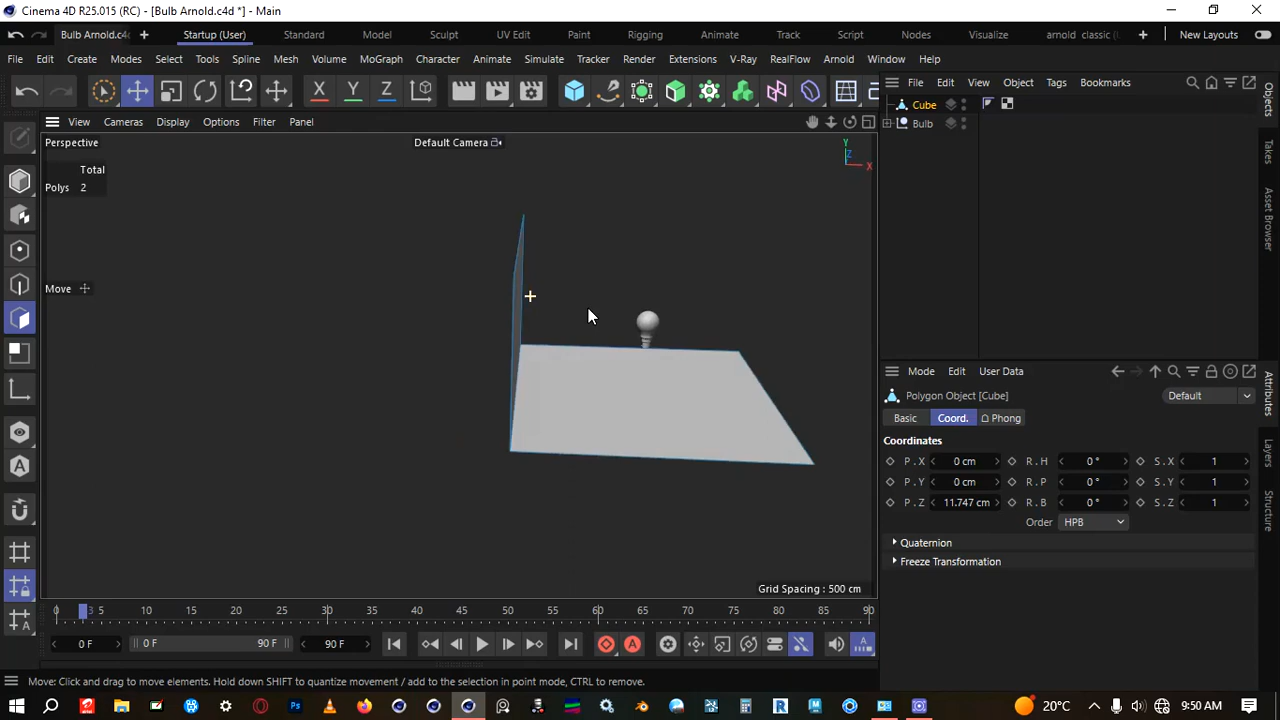 Cinema 4D R25.015 (RC) - [Bulb Arnold.c4d *] - Main
Bulb Arnold.c4d Startup (User) Standard Model Sculpt UV Edit Paint Rigging Animate Track Script Nodes Visualize arnold classic ( New Layouts
File Edit Create Modes Select Tools Spline Mesh Volume MoGraph Character Animate Simulate Tracker Render Extensions V-Ray RealFlow Arnold Window Help
File Edit View Object Tags Bookmarks
X Y Z
View Cameras Display Options Filter Panel
Cube
Bulb
Perspective Default Camera
Y
Z
X
Total
Polys 2
Move
Grid Spacing : 500 cm
Objects
Takes
Asset Browser
Mode Edit User Data
Polygon Object [Cube] Default
Basic Coord. Phong
Coordinates
P.X 0 cm R.H 0 ° S.X 1
P.Y 0 cm R.P 0 ° S.Y 1
P.Z 11.747 cm R.B 0 ° S.Z 1
Order HPB
Quaternion
Freeze Transformation
Attributes
Layers
Structure
0 3 5 10 15 20 25 30 35 40 45 50 55 60 65 70 75 80 85 90
0 F 0 F 90 F 90 F
Move: Click and drag to move elements. Hold down SHIFT to quantize movement / add to the selection in point mode, CTRL to remove.
20°C 9:50 AM